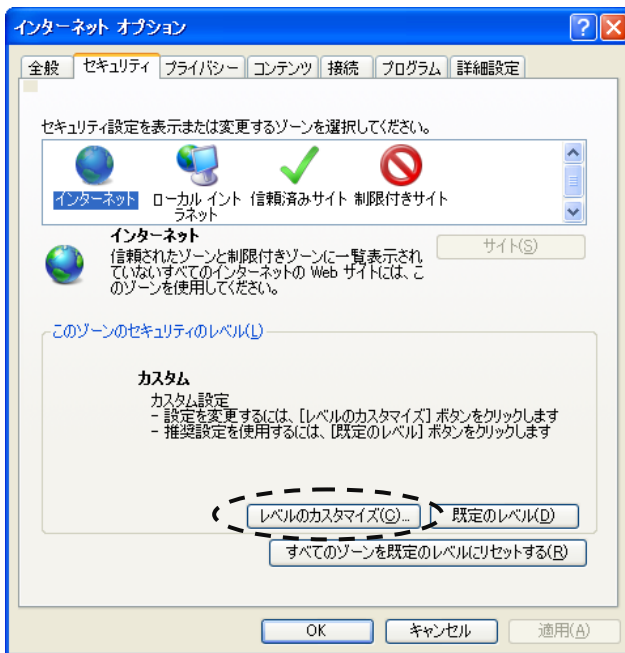 インターネット オプション
全般 セキュリティ プライバシー コンテンツ 接続 プログラム 詳細設定
セキュリティ設定を表示または変更するゾーンを選択してください。
インターネット ローカル イント 信頼済みサイト 制限付きサイト
ラネット
インターネット
信頼されたゾーンと制限付きゾーンに一覧表示され
ていないすべてのインターネットの Web サイトには、こ
のゾーンを使用してください。
サイト(S)
このゾーンのセキュリティのレベル(L)
カスタム
カスタム設定
- 設定を変更するには、[レベルのカスタマイズ] ボタンをクリックします
- 推奨設定を使用するには、[既定のレベル] ボタンをクリックします
レベルのカスタマイズ(C)... 既定のレベル(D)
すべてのゾーンを既定のレベルにリセットする(R)
OK キャンセル 適用(A)